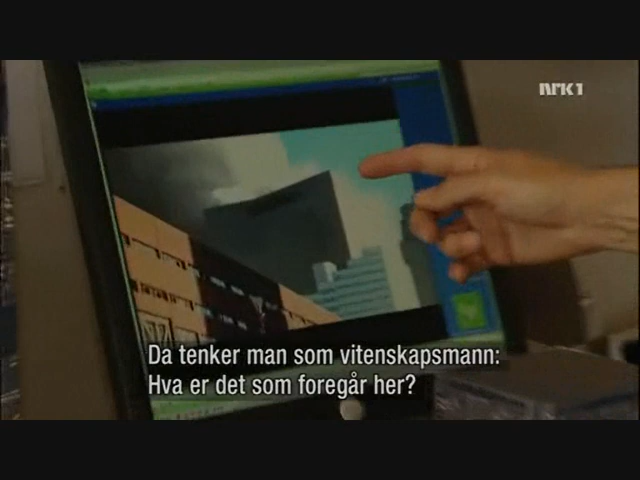 NRK1
Da tenker man som vitenskapsmann:
Hva er det som foregår her?